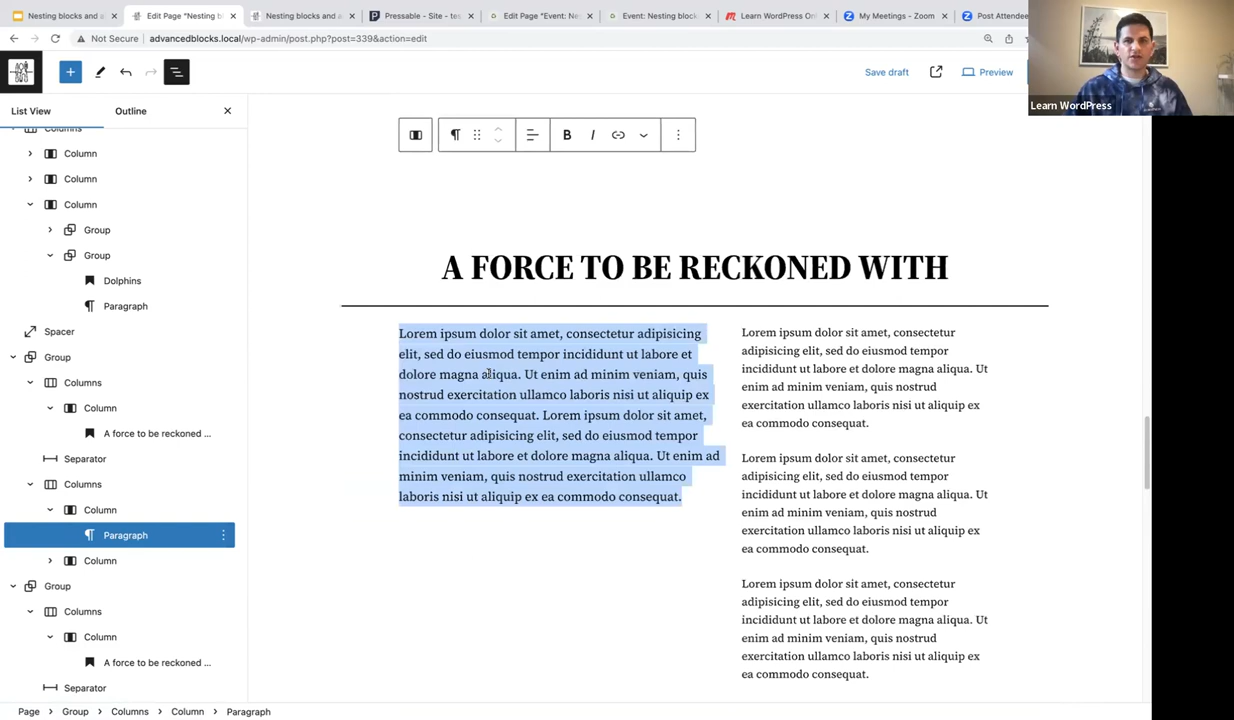 Nesting blocks and a
Edit Page "Nesting b
Nesting blocks and A
Pressable - Site - te
Edit Page "Event: Ne
Event: Nesting block
Learn WordPress On
My Meetings - Zoom
Post Attendee
Not Secure
advancedblocks.local/wp-admin/post.php?post=339&action=edit
Save draft
Preview
Learn WordPress
List View
Outline
Columns
Column
Column
Column
Group
Group
Dolphins
Paragraph
Spacer
Group
Columns
Column
A force to be reckoned ...
Separator
Columns
Column
Paragraph
Column
Group
Columns
Column
A force to be reckoned ...
Separator
B I
A FORCE TO BE RECKONED WITH
Lorem ipsum dolor sit amet, consectetur adipisicing
elit, sed do eiusmod tempor incididunt ut labore et
dolore magna aliqua. Ut enim ad minim veniam, quis
nostrud exercitation ullamco laboris nisi ut aliquip ex
ea commodo consequat. Lorem ipsum dolor sit amet,
consectetur adipisicing elit, sed do eiusmod tempor
incididunt ut labore et dolore magna aliqua. Ut enim ad
minim veniam, quis nostrud exercitation ullamco
laboris nisi ut aliquip ex ea commodo consequat.
Lorem ipsum dolor sit amet, consectetur
adipisicing elit, sed do eiusmod tempor
incididunt ut labore et dolore magna aliqua. Ut
enim ad minim veniam, quis nostrud
exercitation ullamco laboris nisi ut aliquip ex
ea commodo consequat.
Lorem ipsum dolor sit amet, consectetur
adipisicing elit, sed do eiusmod tempor
incididunt ut labore et dolore magna aliqua. Ut
enim ad minim veniam, quis nostrud
exercitation ullamco laboris nisi ut aliquip ex
ea commodo consequat.
Lorem ipsum dolor sit amet, consectetur
adipisicing elit, sed do eiusmod tempor
incididunt ut labore et dolore magna aliqua. Ut
enim ad minim veniam, quis nostrud
exercitation ullamco laboris nisi ut aliquip ex
ea commodo consequat.
Page > Group > Columns > Column > Paragraph